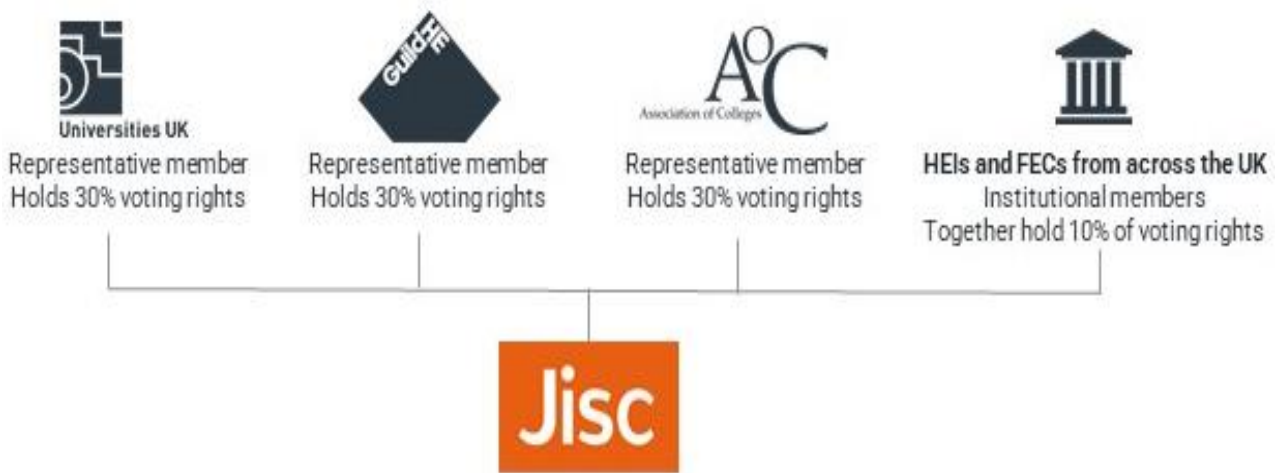 Universities UK
Representative member
Holds 30% voting rights
GuildHE
Representative member
Holds 30% voting rights
AoC
Association of Colleges
Representative member
Holds 30% voting rights
HEIs and FECs from across the UK
Institutional members
Together hold 10% of voting rights
Jisc